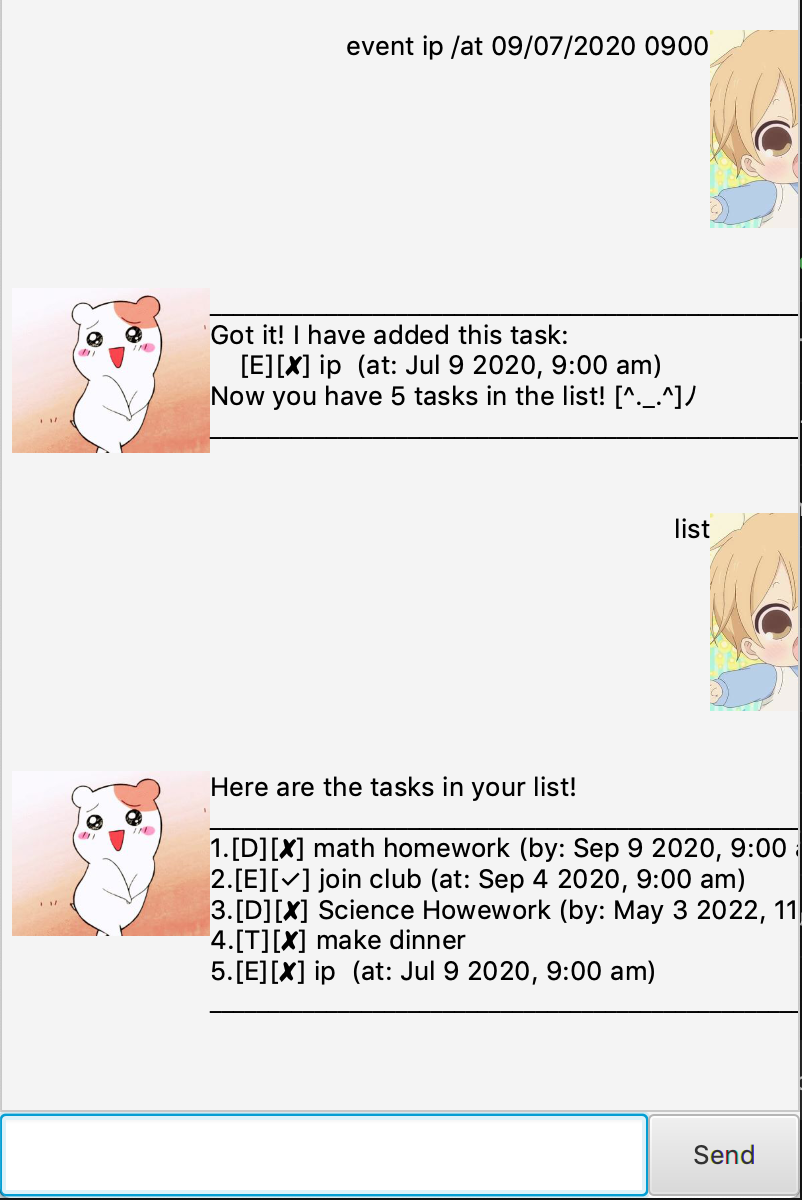 event ip /at 09/07/2020 0900
Got it! I have added this task:
[E][✘] ip  (at: Jul 9 2020, 9:00 am)
Now you have 5 tasks in the list! [^._.^]ﾉ
list
Here are the tasks in your list!
1.[D][✘] math homework (by: Sep 9 2020, 9:00
2.[E][✓] join club (at: Sep 4 2020, 9:00 am)
3.[D][✘] Science Howework (by: May 3 2022, 11
4.[T][✘] make dinner
5.[E][✘] ip  (at: Jul 9 2020, 9:00 am)
Send